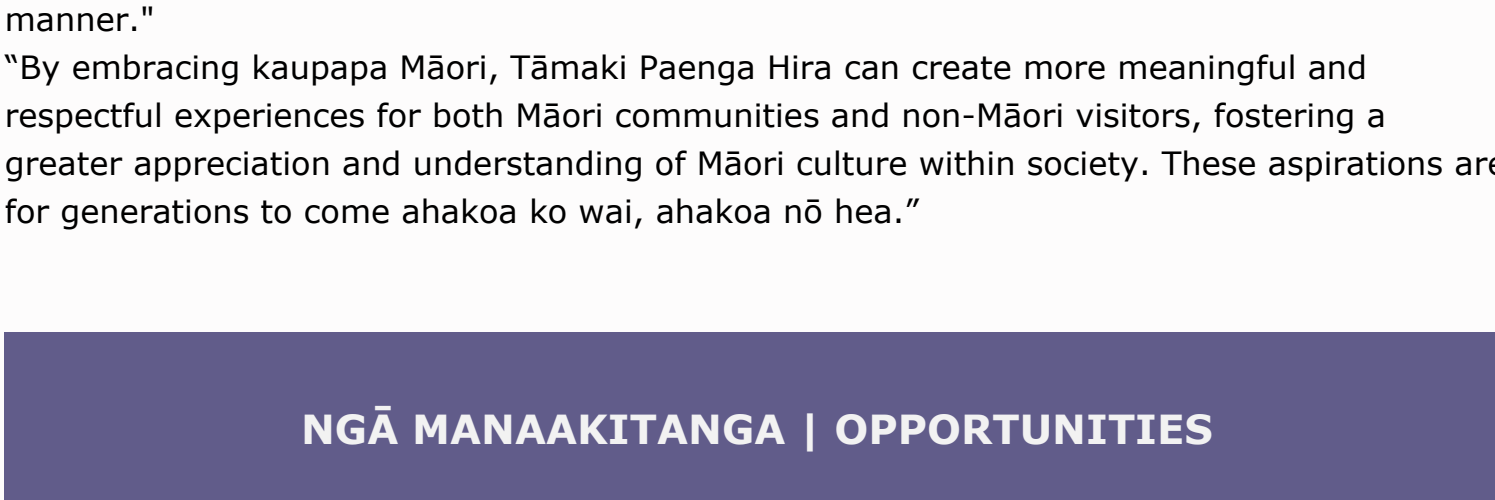 manner."
“By embracing kaupapa Māori, Tāmaki Paenga Hira can create more meaningful and
respectful experiences for both Māori communities and non-Māori visitors, fostering a
greater appreciation and understanding of Māori culture within society. These aspirations are
for generations to come ahakoa ko wai, ahakoa nō hea.”
NGĀ MANAAKITANGA | OPPORTUNITIES